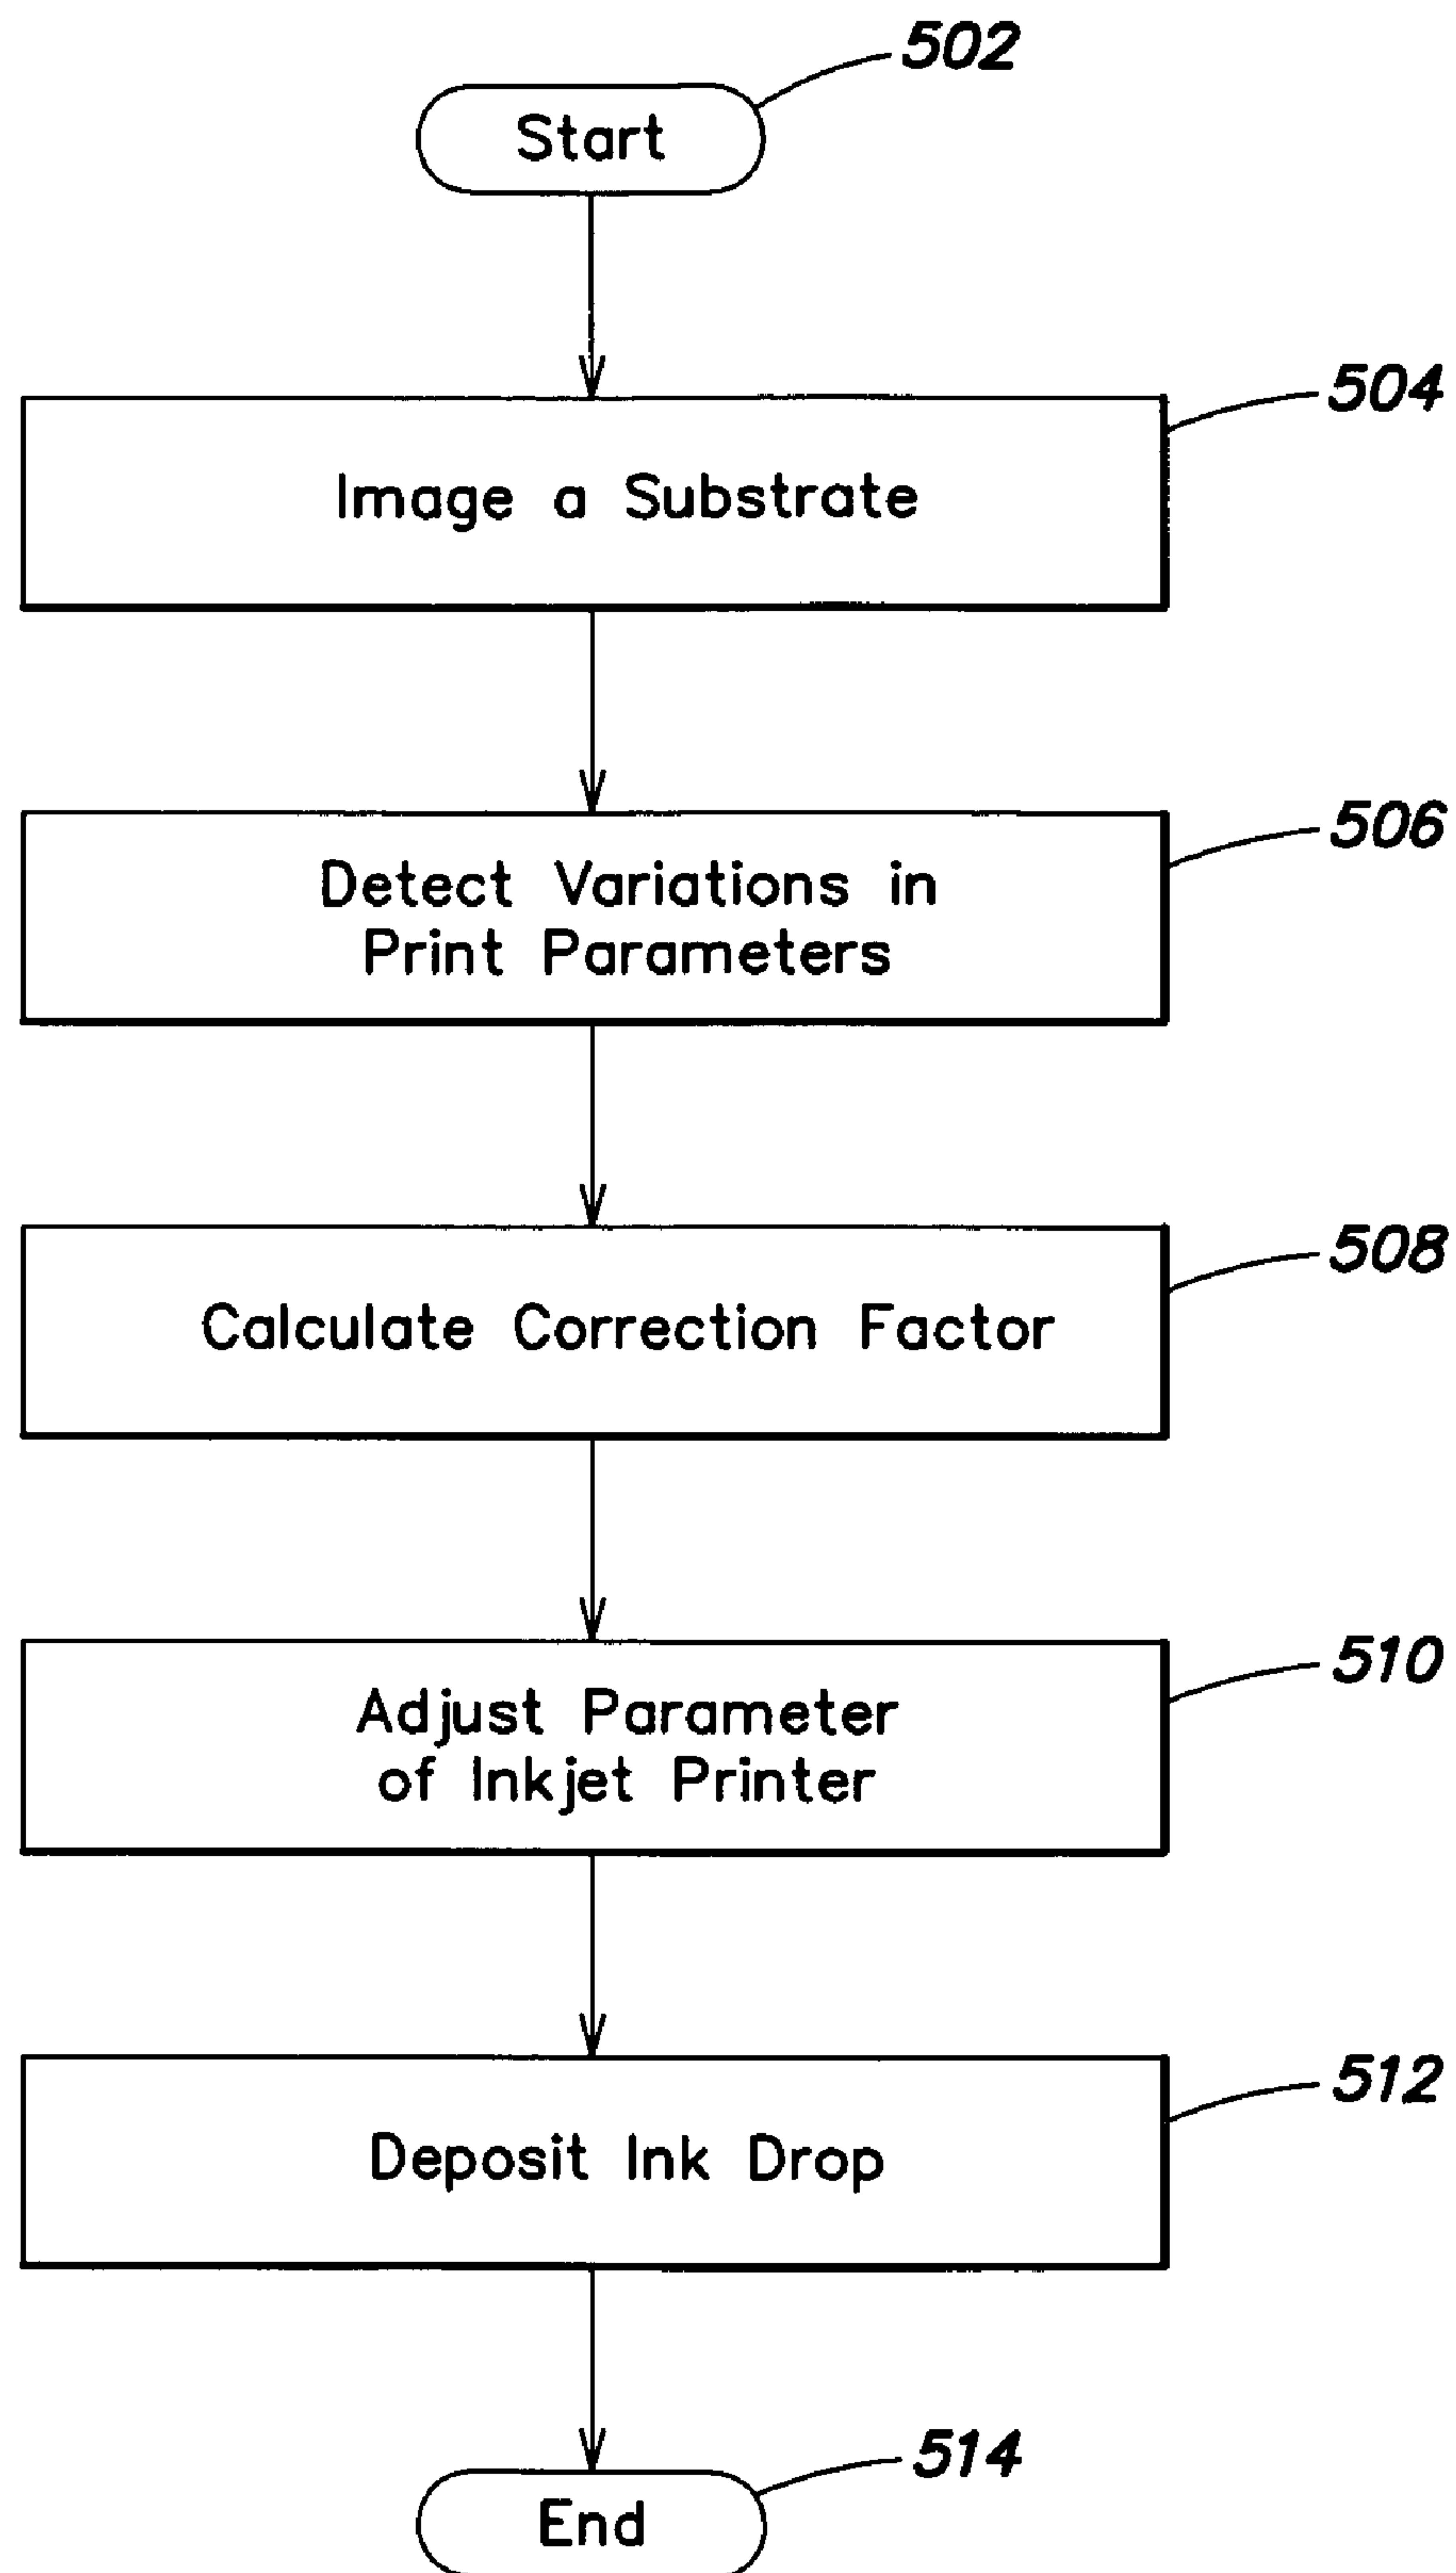 502
Start
504
Image a Substrate
506
Detect Variations in
Print Parameters
508
Calculate Correction Factor
510
Adjust Parameter
of Inkjet Printer
512
Deposit Ink Drop
514
End